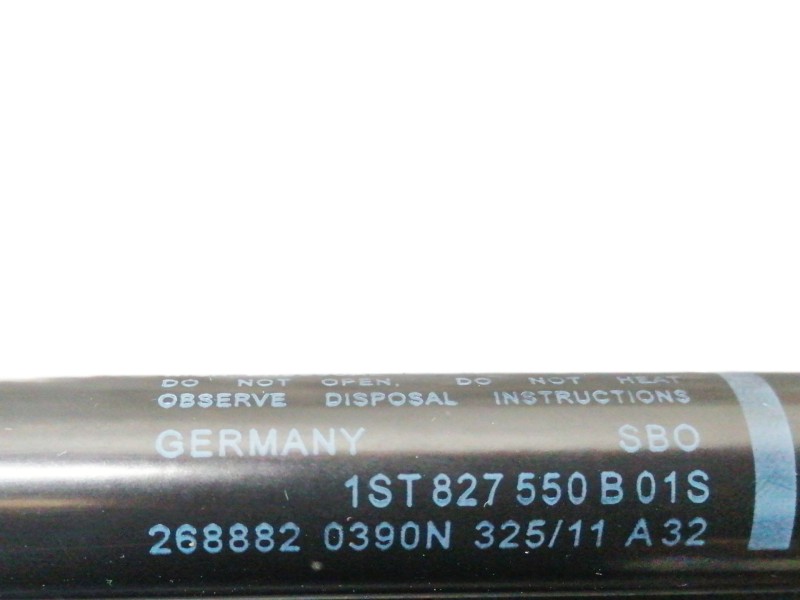 DO NOT OPEN. DO NOT HEAT
OBSERVE DISPOSAL INSTRUCTIONS
GERMANY SBO
1ST 827 550 B 01S
268882 0390N 325/11 A32